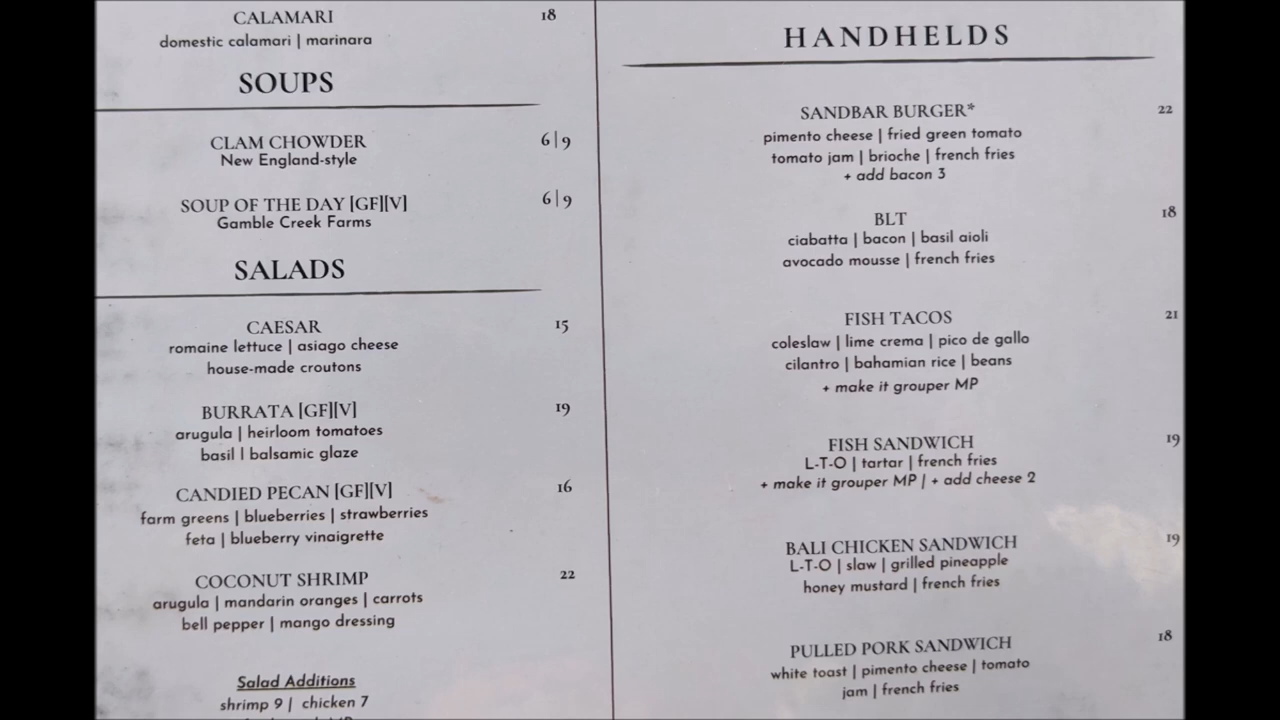 CALAMARI 18
domestic calamari | marinara
SOUPS
CLAM CHOWDER 6|9
New England-style
SOUP OF THE DAY [GF][V] 6|9
Gamble Creek Farms
SALADS
CAESAR 15
romaine lettuce | asiago cheese
house-made croutons
BURRATA [GF][V] 19
arugula | heirloom tomatoes
basil | balsamic glaze
CANDIED PECAN [GF][V] 16
farm greens | blueberries | strawberries
feta | blueberry vinaigrette
COCONUT SHRIMP 22
arugula | mandarin oranges | carrots
bell pepper | mango dressing
Salad Additions
shrimp 9 | chicken 7
HANDHELDS
SANDBAR BURGER* 22
pimento cheese | fried green tomato
tomato jam | brioche | french fries
+ add bacon 3
BLT 18
ciabatta | bacon | basil aioli
avocado mousse | french fries
FISH TACOS 21
coleslaw | lime crema | pico de gallo
cilantro | bahamian rice | beans
+ make it grouper MP
FISH SANDWICH 19
L-T-O | tartar | french fries
+ make it grouper MP | + add cheese 2
BALI CHICKEN SANDWICH 19
L-T-O | slaw | grilled pineapple
honey mustard | french fries
PULLED PORK SANDWICH 18
white toast | pimento cheese | tomato
jam | french fries